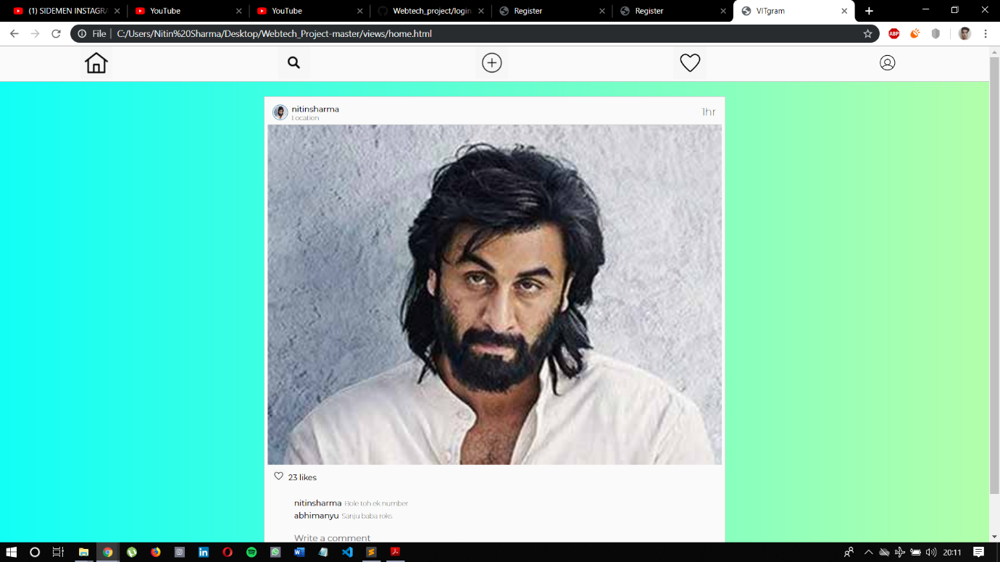 (1) SIDEMEN INSTAGRA
YouTube
YouTube
Webtech_project/login
Register
Register
VITgram
File
C:/Users/Nitin%20Sharma/Desktop/Webtech_Project-master/views/home.html
ABP
nitinsharma
Location
1hr
23 likes
nitinsharma Bole toh ek number
abhimanyu Sanju baba roks
Write a comment
20:11